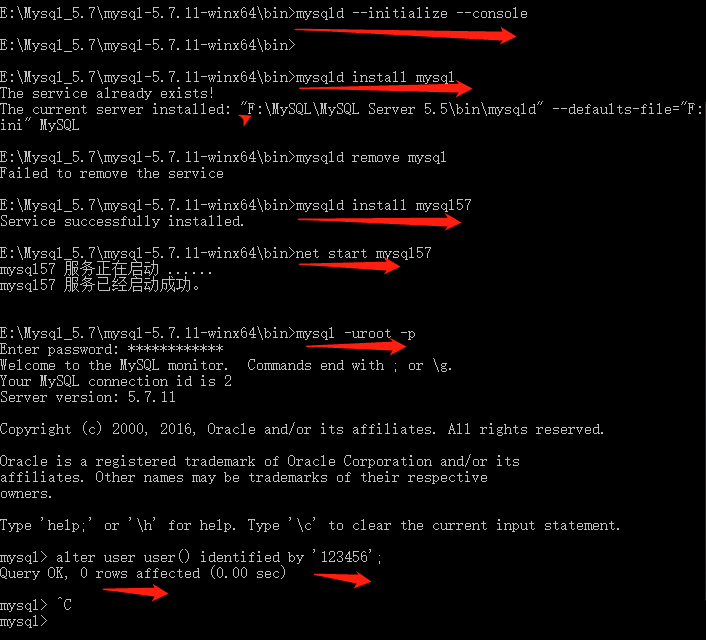 E:\Mysql_5.7\mysql-5.7.11-winx64\bin>mysqld --initialize --console
E:\Mysql_5.7\mysql-5.7.11-winx64\bin>
E:\Mysql_5.7\mysql-5.7.11-winx64\bin>mysqld install mysql
The service already exists!
The current server installed: "F:\MySQL\MySQL Server 5.5\bin\mysqld" --defaults-file="F:
ini" MySQL
E:\Mysql_5.7\mysql-5.7.11-winx64\bin>mysqld remove mysql
Failed to remove the service
E:\Mysql_5.7\mysql-5.7.11-winx64\bin>mysqld install mysql57
Service successfully installed.
E:\Mysql_5.7\mysql-5.7.11-winx64\bin>net start mysql57
mysql57 服务正在启动 ......
mysql57 服务已经启动成功。
E:\Mysql_5.7\mysql-5.7.11-winx64\bin>mysql -uroot -p
Enter password: ************
Welcome to the MySQL monitor.  Commands end with ; or \g.
Your MySQL connection id is 2
Server version: 5.7.11
Copyright (c) 2000, 2016, Oracle and/or its affiliates. All rights reserved.
Oracle is a registered trademark of Oracle Corporation and/or its
affiliates. Other names may be trademarks of their respective
owners.
Type 'help;' or '\h' for help. Type '\c' to clear the current input statement.
mysql> alter user user() identified by '123456';
Query OK, 0 rows affected (0.00 sec)
mysql> ^C
mysql>